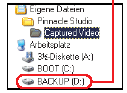 Eigene Dateien
Pinnacle Studio
Captured Video
Arbeitsplatz
3½-Diskette (A:)
BOOT (C:)
BACKUP (D:)